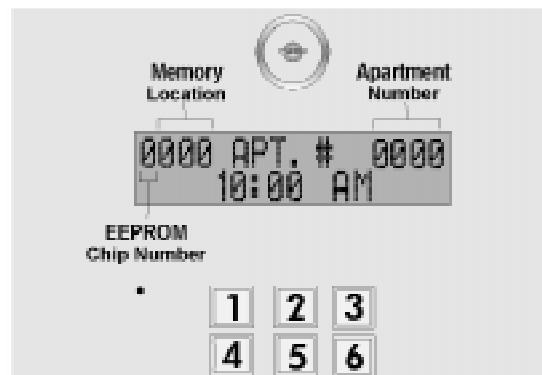 Memory
Location
Apartment
Number
0000 APT. # 0000
10:00 AM
EEPROM
Chip Number
1 2 3
4 5 6